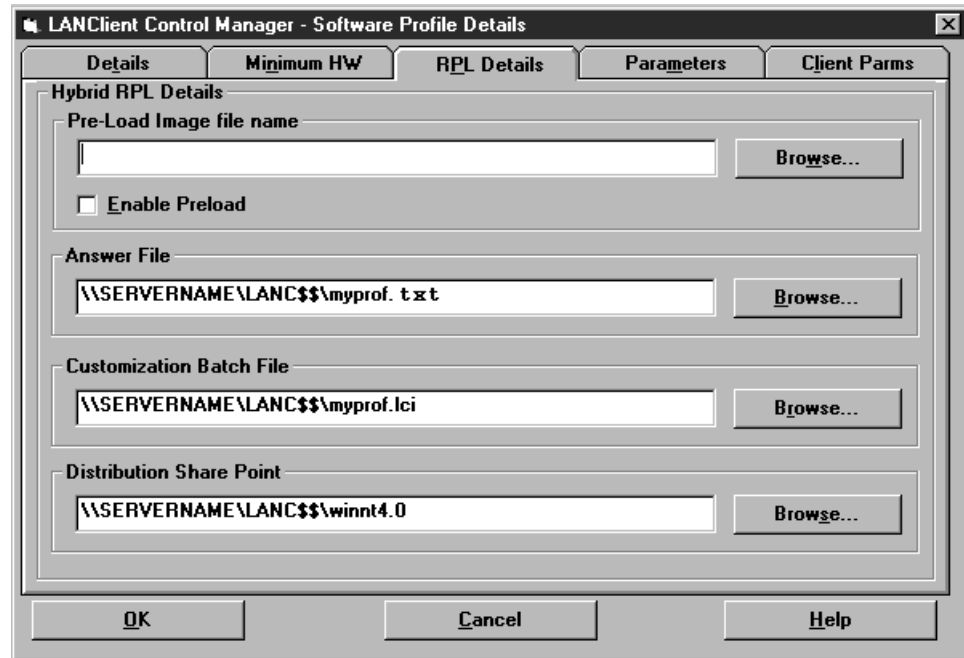 LANClient Control Manager - Software Profile Details
Details Minimum HW RPL Details Parameters Client Parms
Hybrid RPL Details
Pre-Load Image file name
Browse...
Enable Preload
Answer File
\\SERVERNAME\LANC$$\myprof. txt Browse...
Customization Batch File
\\SERVERNAME\LANC$$\myprof.lci Browse...
Distribution Share Point
\\SERVERNAME\LANC$$\winnt4.0 Browse...
OK Cancel Help